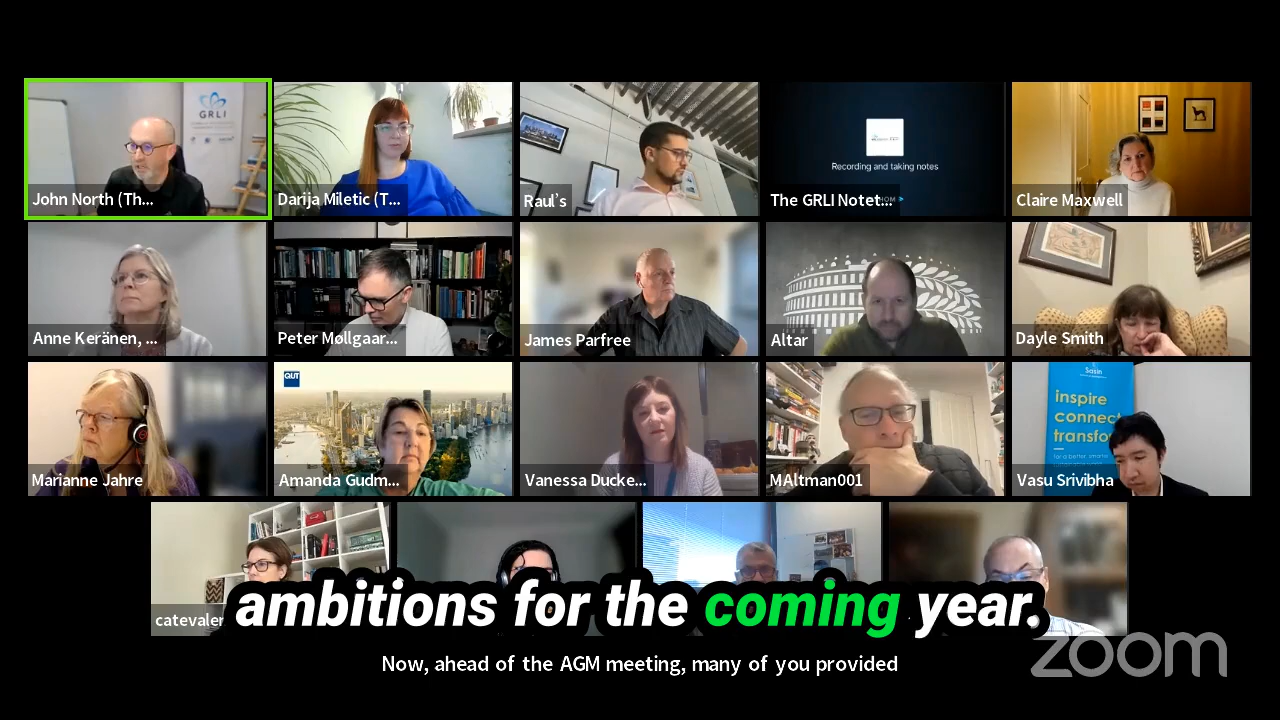 GRLI
John North (Th...
Darija Miletic (T...
Raul's
Recording and taking notes
The GRLI Notet...
Claire Maxwell
Anne Keränen, ...
Peter Møllgaar...
James Parfree
Altar
Dayle Smith
Marianne Jahre
QUT
Amanda Gudm...
Vanessa Ducke...
MAltman001
Sasin
inspire
connect
transfo
Vasu Srivibha
catevaler
ambitions for the coming year.
Now, ahead of the AGM meeting, many of you provided
zoom